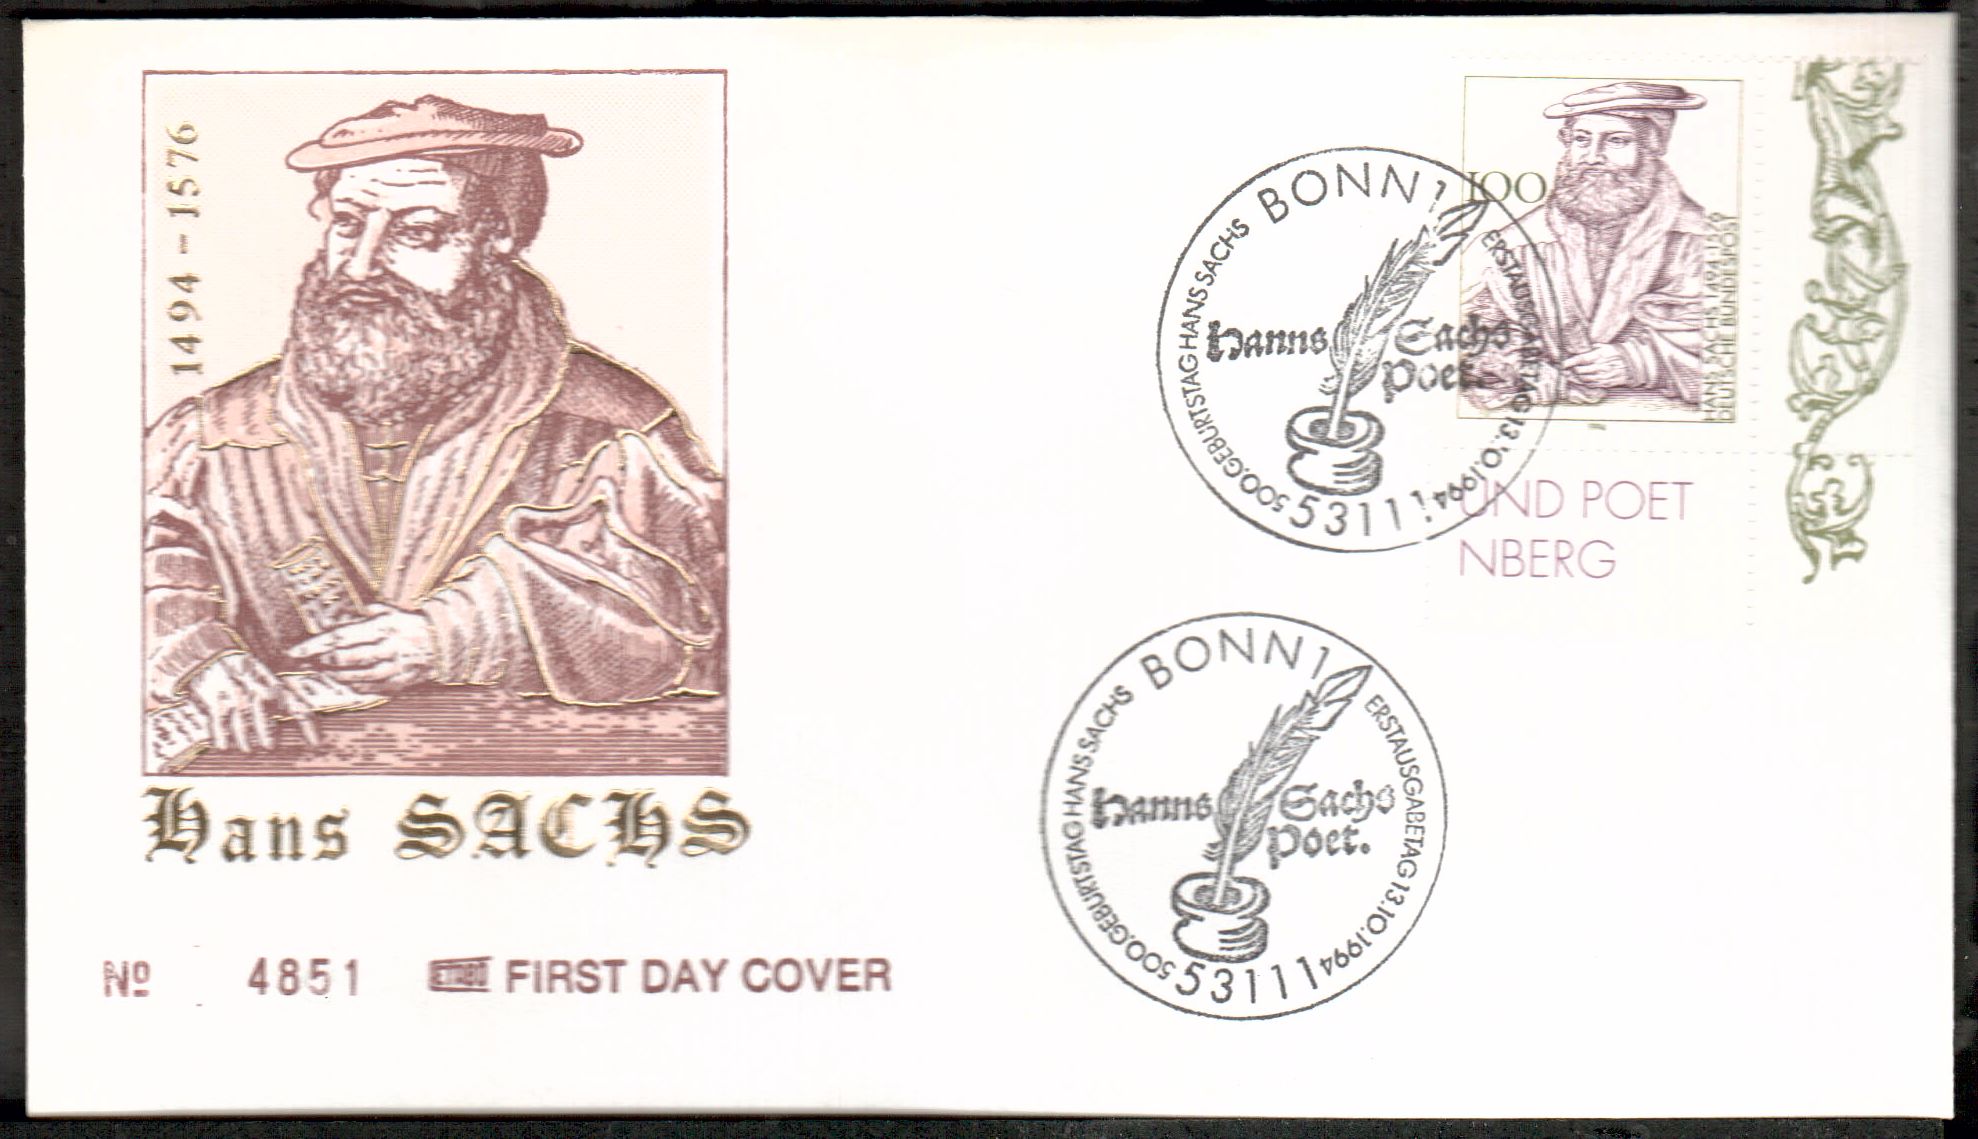 1494 - 1576
Hans SACHS
Nº 4851 FIRST DAY COVER
100
HANS SACHS 1494-1576
DEUTSCHE BUNDESPOST
UND POET
NBERG
BONN 1
500. GEBURTSTAG HANS SACHS
ERSTAUSGABETAG 13.10.1994
Hanns Sachs
Poet.
53111
BONN 1
500. GEBURTSTAG HANS SACHS
ERSTAUSGABETAG 13.10.1994
Hanns Sachs
Poet.
53111